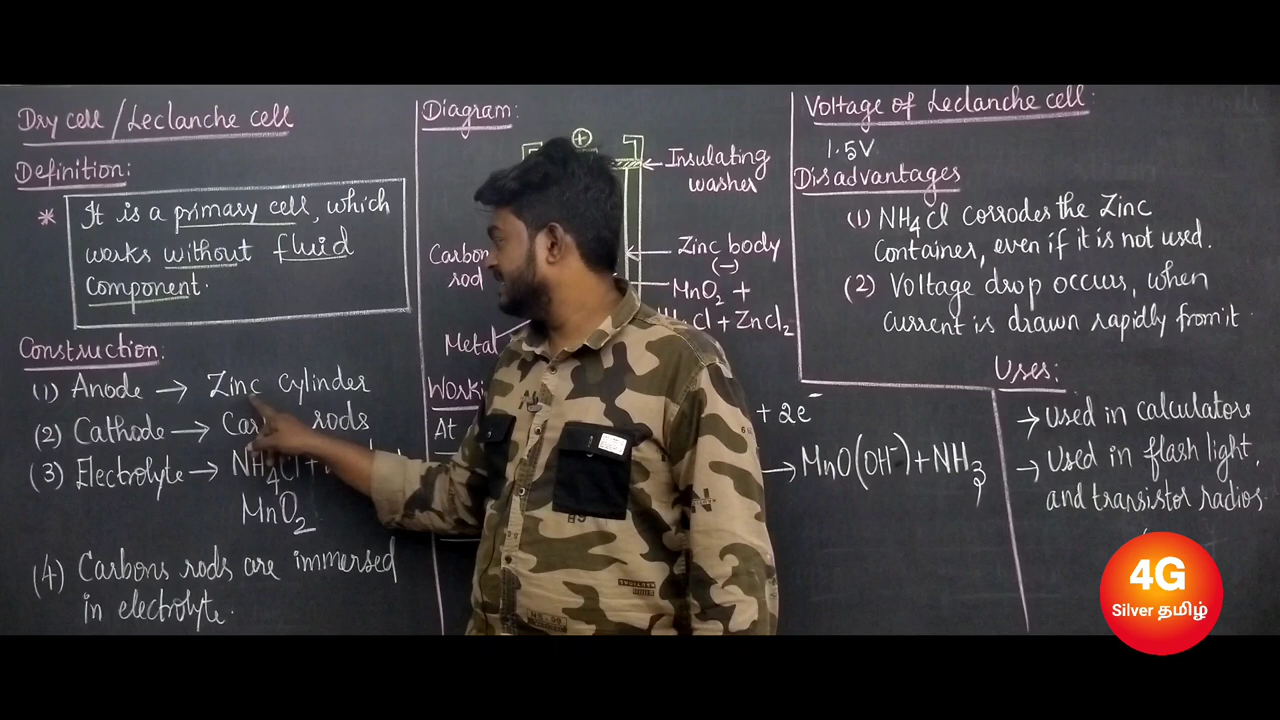 Dry cell / Leclanche cell
Definition:
* It is a primary cell, which
works without fluid
Component.
Construction:
(1) Anode → Zinc cylinder
(2) Cathode → rods
(3) Electrolyte → NH4Cl +
MnO2
(4) Carbons rods are immersed
in electrolyte.
Diagram:
+
Insulating
washer
Carbon
rod
Zinc body
(-)
MnO2 +
Cl + ZnCl2
Metal
At
+ 2e-
→ MnO(OH-) + NH3
Voltage of Leclanche cell:
1.5V
Disadvantages
(1) NH4Cl corrodes the Zinc
Container, even if it is not used.
(2) Voltage drop occurs, when
current is drawn rapidly from it.
Uses:
→ Used in calculators
→ Used in flash light,
and transistor radios
4G
Silver தமிழ்